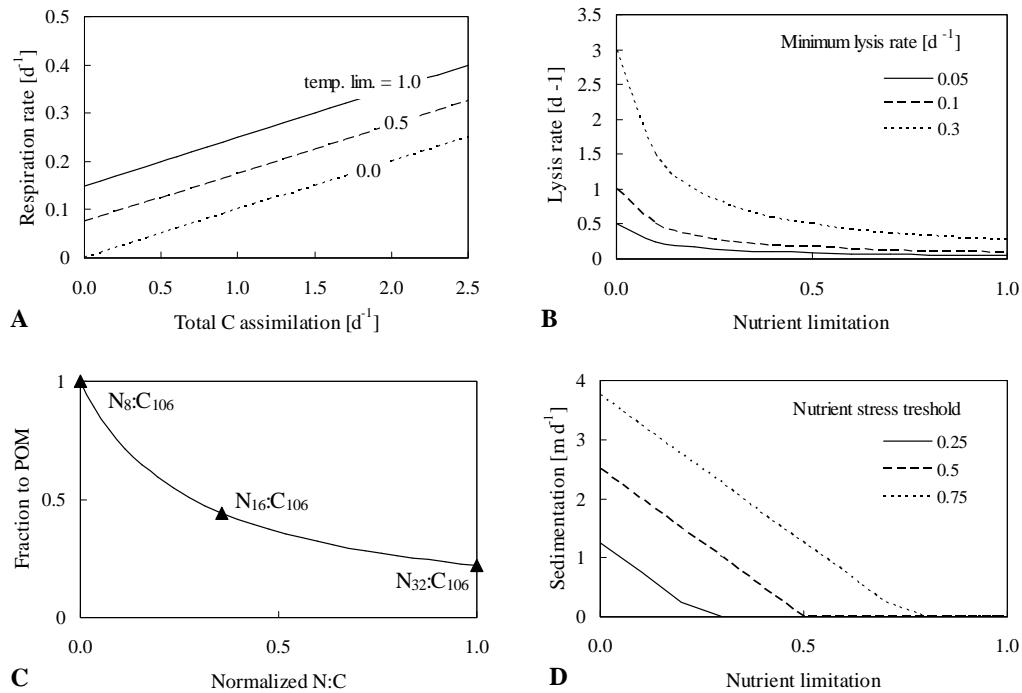 Respiration rate [d-1]
0.5
0.4
0.3
0.2
0.1
0
temp. lim. = 1.0
0.5
0.0
0.0 0.5 1.0 1.5 2.0 2.5
A
Total C assimilation [d-1]
Lysis rate [d -1]
3.5
3
2.5
2
1.5
1
0.5
0
Minimum lysis rate [d -1]
0.05
0.1
0.3
0.0 0.5 1.0
B
Nutrient limitation
Fraction to POM
1
0.5
0
N8:C106
N16:C106
N32:C106
0.0 0.5 1.0
C
Normalized N:C
Sedimentation [m d-1]
4
3
2
1
0
Nutrient stress treshold
0.25
0.5
0.75
0.0 0.5 1.0
D
Nutrient limitation